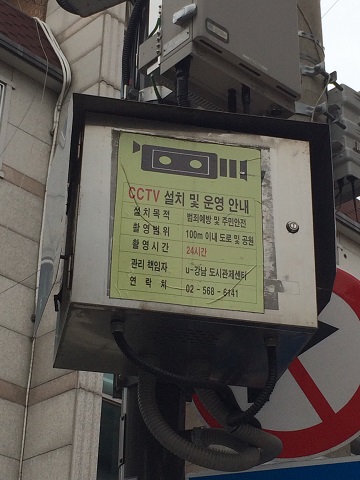 CCTV 설치 및 운영 안내
설치목적 범죄예방 및 주민안전
촬영범위 100m 이내 도로 및 공원
촬영시간 24시간
관리 책임자 u-강남 도시관제센터
연락처 02-568-6141